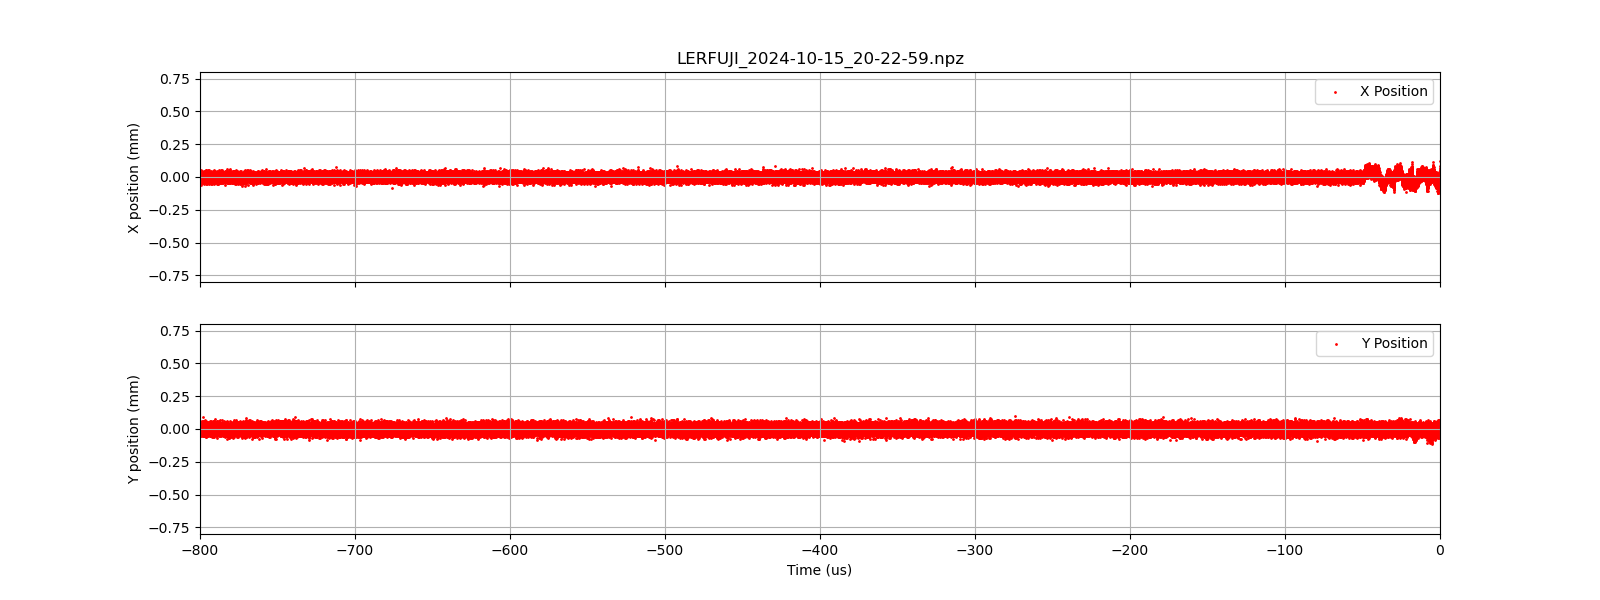 LERFUJI_2024-10-15_20-22-59.npz
0.75
0.50
0.25
0.00
−0.25
−0.50
−0.75
X position (mm)
X Position
0.75
0.50
0.25
0.00
−0.25
−0.50
−0.75
Y position (mm)
Y Position
−800 −700 −600 −500 −400 −300 −200 −100 0
Time (us)